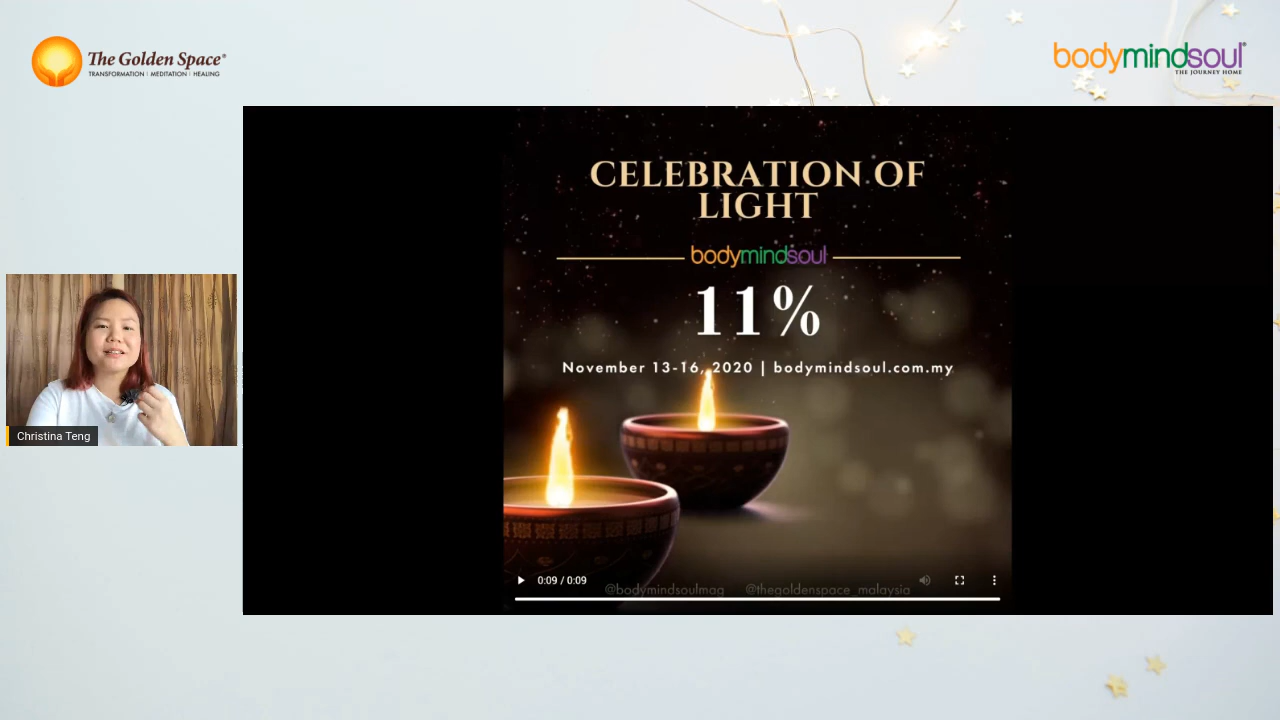 The Golden Space®
TRANSFORMATION | MEDITATION | HEALING
bodymindsoul®
THE JOURNEY HOME
CELEBRATION OF
LIGHT
bodymindsoul
11%
November 13-16, 2020 | bodymindsoul.com.my
Christina Teng
0:09 / 0:09
@bodymindsoulmag @thegoldenspace_malaysia